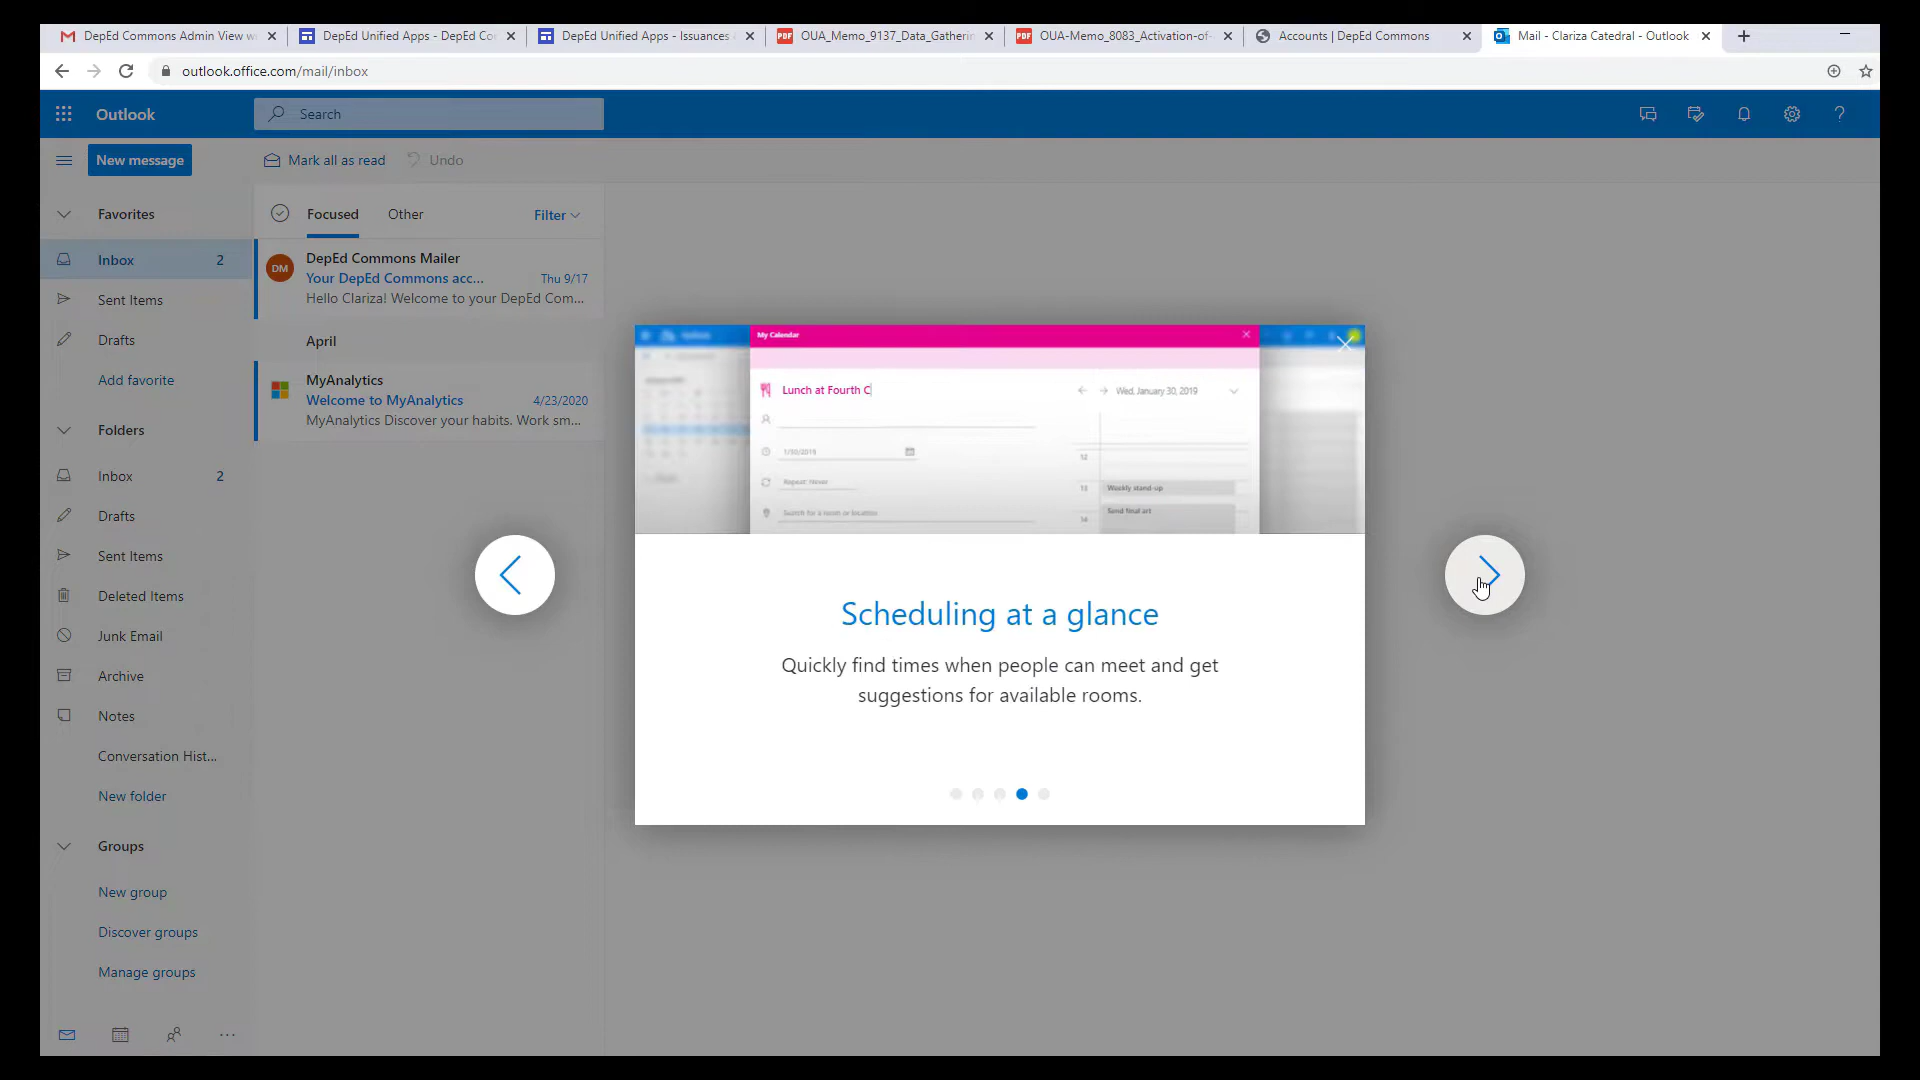 DepEd Commons Admin View w
DepEd Unified Apps - DepEd Co
DepEd Unified Apps - Issuances
OUA_Memo_9137_Data_Gatherin
OUA-Memo_8083_Activation-of-
Accounts | DepEd Commons
Mail - Clariza Catedral - Outlook
outlook.office.com/mail/inbox
Outlook
Search
New message
Mark all as read
Undo
Favorites
Focused
Other
Filter
Inbox 2
Sent Items
Drafts
Add favorite
Folders
Inbox 2
Drafts
Sent Items
Deleted Items
Junk Email
Archive
Notes
Conversation Hist...
New folder
Groups
New group
Discover groups
Manage groups
DM
DepEd Commons Mailer
Your DepEd Commons acc... Thu 9/17
Hello Clariza! Welcome to your DepEd Com...
April
MyAnalytics
Welcome to MyAnalytics 4/23/2020
MyAnalytics Discover your habits. Work sm...
My Calendar
Lunch at Fourth C
Wed, January 30, 2019
1/30/2019
Repeat: Never
Search for a room or location
12
13 Weekly stand-up
Send final art
14
Scheduling at a glance
Quickly find times when people can meet and get
suggestions for available rooms.